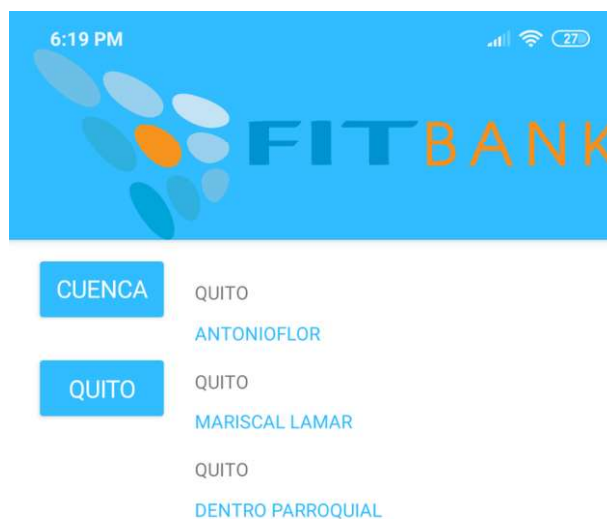 6:19 PM
27
FITBANK
CUENCA
QUITO
ANTONIOFLOR
QUITO
QUITO
MARISCAL LAMAR
QUITO
DENTRO PARROQUIAL